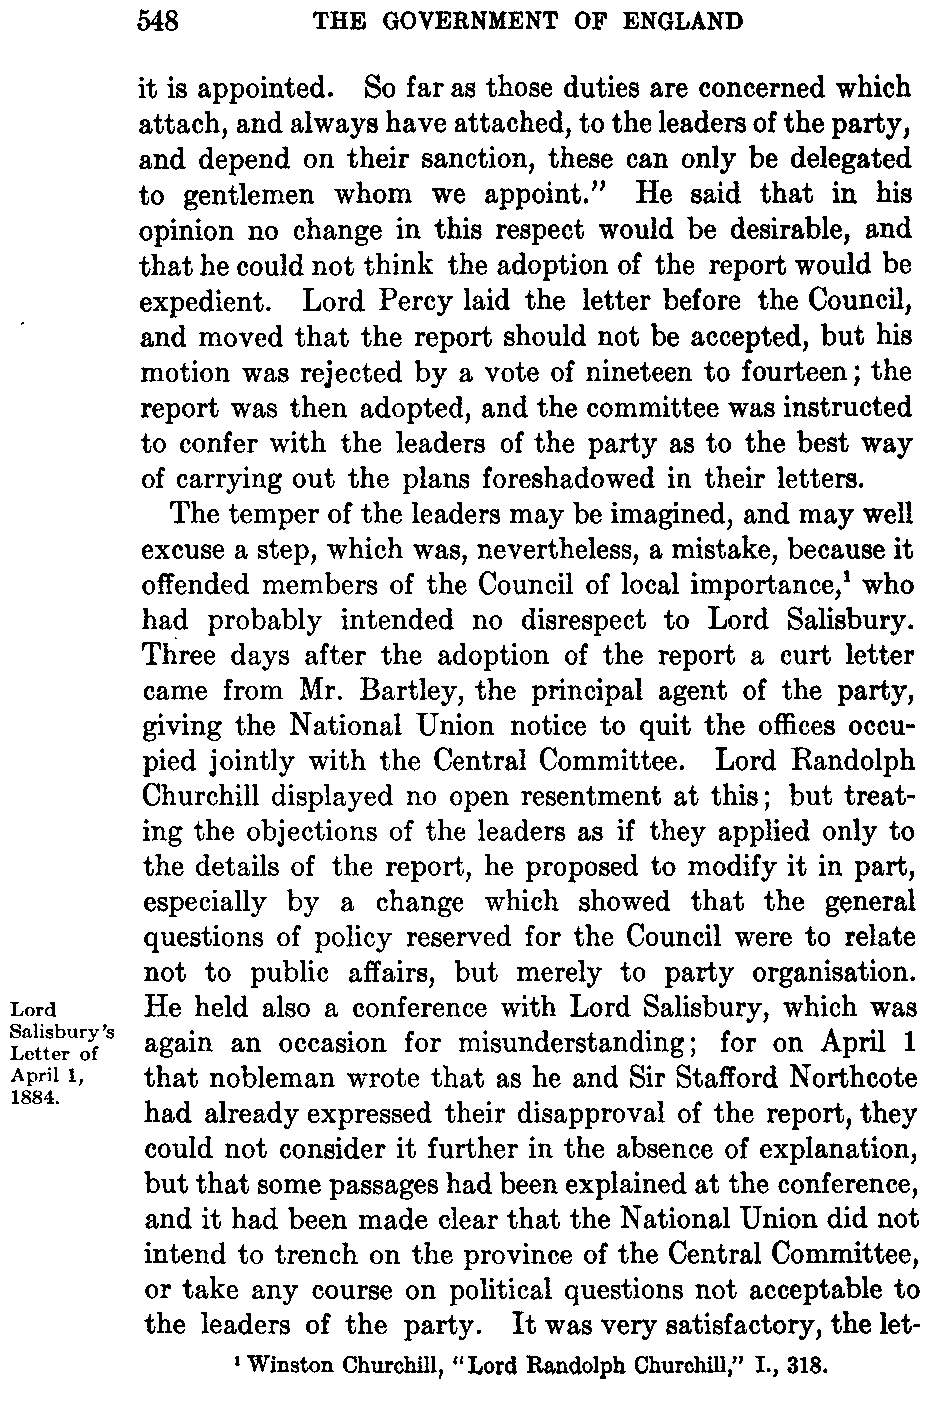 548 THE GOVERNMENT OF ENGLAND
it is appointed. So far as those duties are concerned which
attach, and always have attached, to the leaders of the party,
and depend on their sanction, these can only be delegated
to gentlemen whom we appoint.” He said that in his
opinion no change in this respect would be desirable, and
that he could not think the adoption of the report would be
expedient. Lord Percy laid the letter before the Council,
and moved that the report should not be accepted, but his
motion was rejected by a vote of nineteen to fourteen; the
report was then adopted, and the committee was instructed
to confer with the leaders of the party as to the best way
of carrying out the plans foreshadowed in their letters.
The temper of the leaders may be imagined, and may well
excuse a step, which was, nevertheless, a mistake, because it
offended members of the Council of local importance,¹ who
had probably intended no disrespect to Lord Salisbury.
Three days after the adoption of the report a curt letter
came from Mr. Bartley, the principal agent of the party,
giving the National Union notice to quit the offices occu-
pied jointly with the Central Committee. Lord Randolph
Churchill displayed no open resentment at this; but treat-
ing the objections of the leaders as if they applied only to
the details of the report, he proposed to modify it in part,
especially by a change which showed that the general
questions of policy reserved for the Council were to relate
not to public affairs, but merely to party organisation.
Lord
Salisbury's
Letter of
April 1,
1884.
He held also a conference with Lord Salisbury, which was
again an occasion for misunderstanding; for on April 1
that nobleman wrote that as he and Sir Stafford Northcote
had already expressed their disapproval of the report, they
could not consider it further in the absence of explanation,
but that some passages had been explained at the conference,
and it had been made clear that the National Union did not
intend to trench on the province of the Central Committee,
or take any course on political questions not acceptable to
the leaders of the party. It was very satisfactory, the let-
¹ Winston Churchill, “Lord Randolph Churchill,” I., 318.